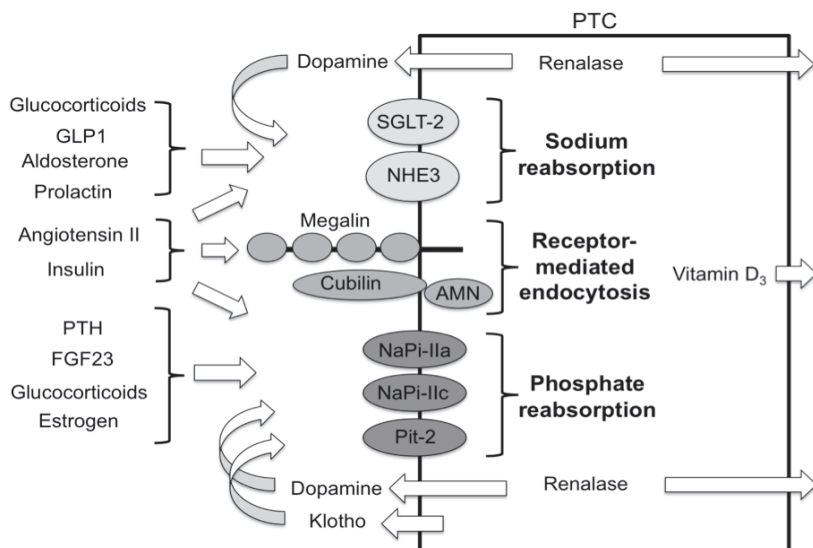 PTC
Dopamine
Renalase
Glucocorticoids
GLP1
Aldosterone
Prolactin
SGLT-2
NHE3
Sodium
reabsorption
Angiotensin II
Insulin
Megalin
Cubilin
AMN
Receptor-
mediated
endocytosis
Vitamin D₃
PTH
FGF23
Glucocorticoids
Estrogen
NaPi-IIa
NaPi-IIc
Pit-2
Phosphate
reabsorption
Dopamine
Renalase
Klotho